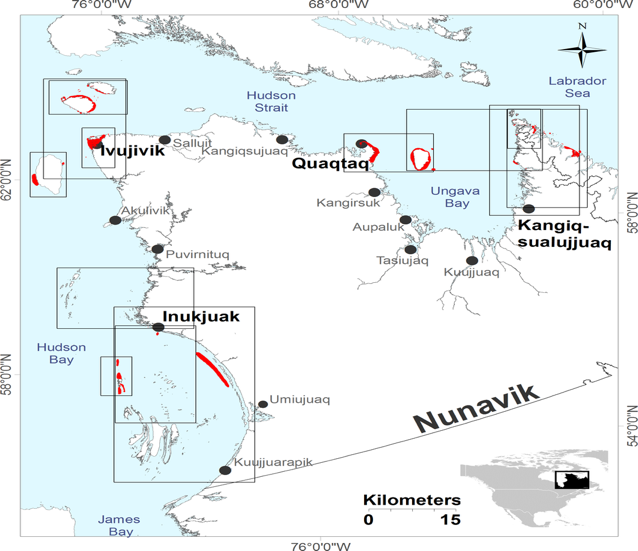 76°0'0"W
68°0'0"W
60°0'0"W
N
Labrador
Sea
Hudson
Strait
Ivujivik
Salluit
Kangiqsujuaq
Quaqtaq
62°0'0"N
Kangirsuk
Ungava
Bay
58°0'0"N
Akulivik
Aupaluk
Kangiq-
sualujjuaq
Puvirnituq
Tasiujaq
Kuujjuaq
Inukjuak
Hudson
Bay
58°0'0"N
Umiujuaq
Nunavik
54°0'0"N
Kuujjuarapik
Kilometers
0 15
James
Bay
76°0'0"W